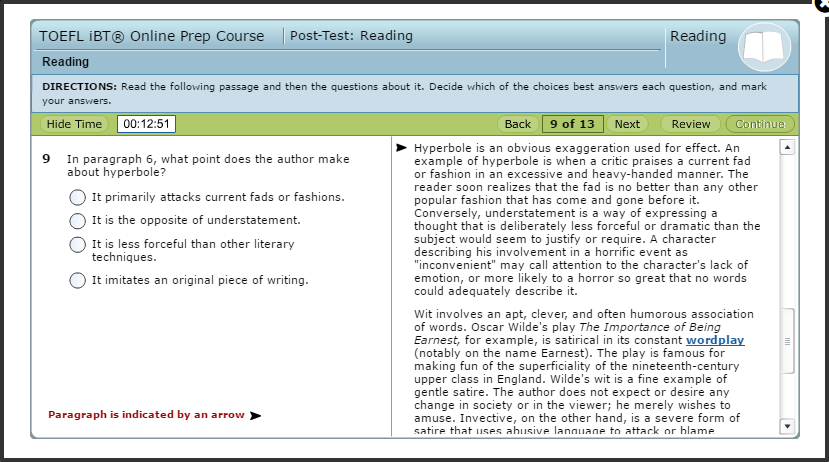 TOEFL iBT® Online Prep Course Post-Test: Reading Reading
Reading
DIRECTIONS: Read the following passage and then the questions about it. Decide which of the choices best answers each question, and mark
your answers.
Hide Time 00:12:51 Back 9 of 13 Next Review Continue
9 In paragraph 6, what point does the author make
about hyperbole?
It primarily attacks current fads or fashions.
It is the opposite of understatement.
It is less forceful than other literary
techniques.
It imitates an original piece of writing.
Paragraph is indicated by an arrow
Hyperbole is an obvious exaggeration used for effect. An
example of hyperbole is when a critic praises a current fad
or fashion in an excessive and heavy-handed manner. The
reader soon realizes that the fad is no better than any other
popular fashion that has come and gone before it.
Conversely, understatement is a way of expressing a
thought that is deliberately less forceful or dramatic than the
subject would seem to justify or require. A character
describing his involvement in a horrific event as
"inconvenient" may call attention to the character's lack of
emotion, or more likely to a horror so great that no words
could adequately describe it.
Wit involves an apt, clever, and often humorous association
of words. Oscar Wilde's play The Importance of Being
Earnest, for example, is satirical in its constant wordplay
(notably on the name Earnest). The play is famous for
making fun of the superficiality of the nineteenth-century
upper class in England. Wilde's wit is a fine example of
gentle satire. The author does not expect or desire any
change in society or in the viewer; he merely wishes to
amuse. Invective, on the other hand, is a severe form of
satire that uses abusive language to attack or blame